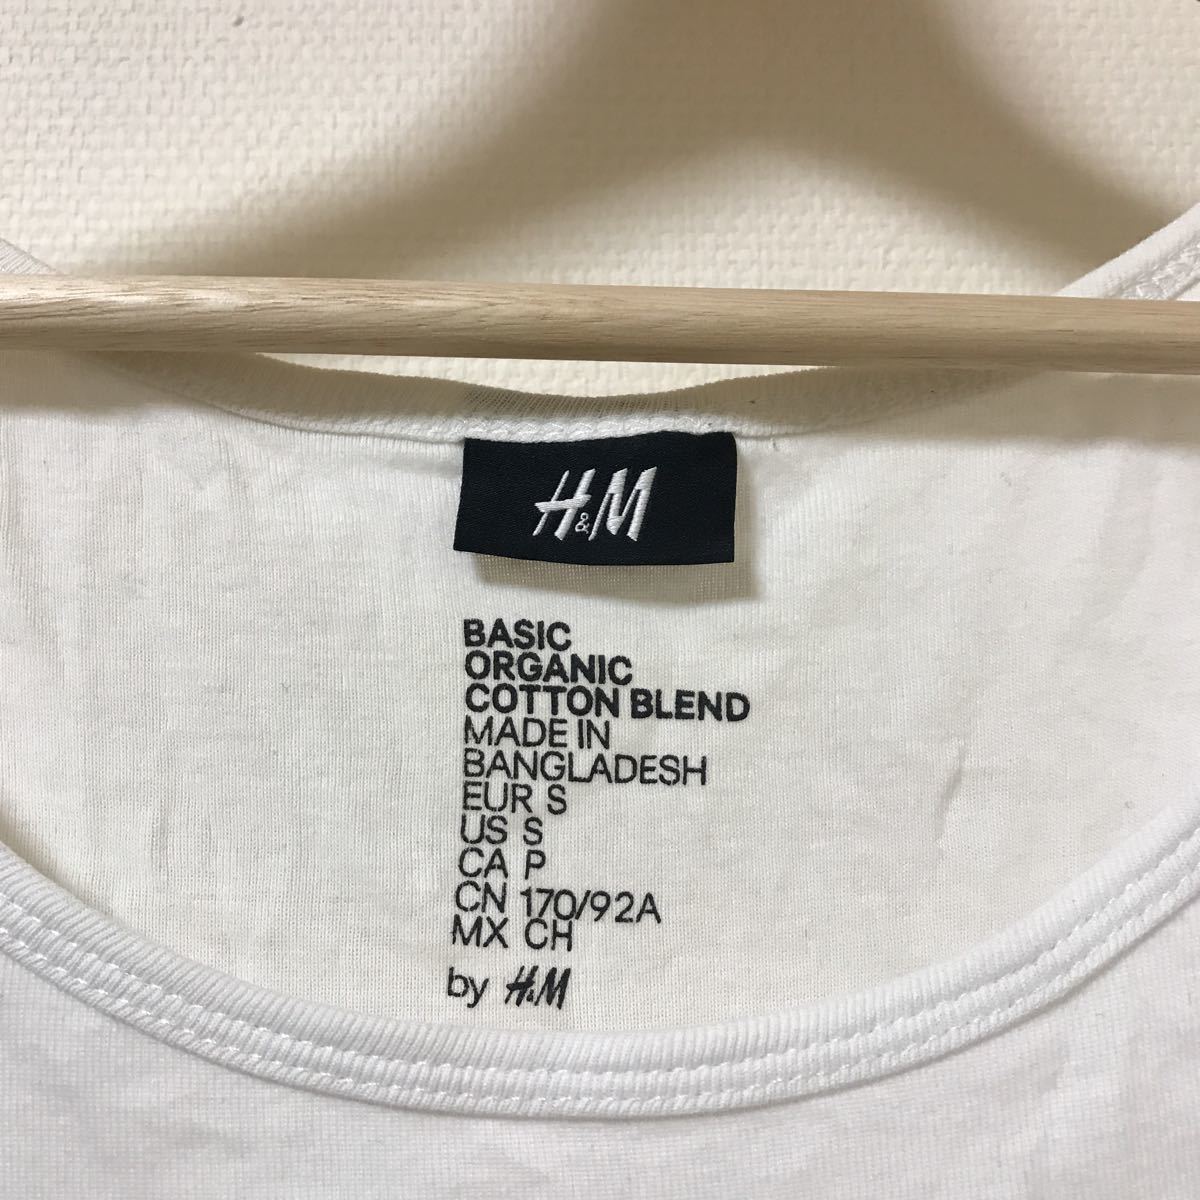 H&M
BASIC
ORGANIC
COTTON BLEND
MADE IN
BANGLADESH
EUR S
US S
CA P
CN 170/92A
MX CH
by H&M